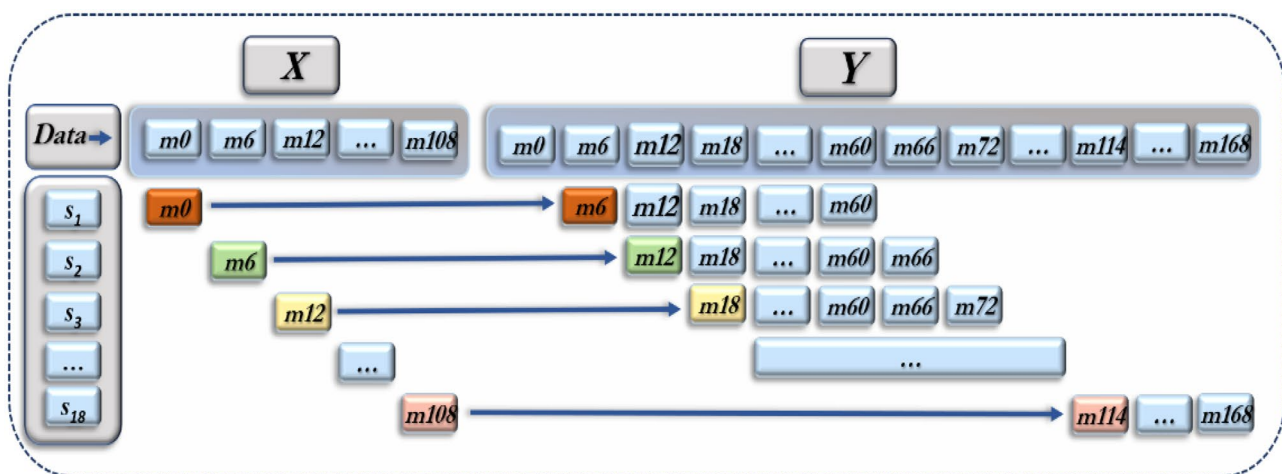 X Y
Data m0 m6 m12 ... m108 m0 m6 m12 m18 ... m60 m66 m72 ... m114 ... m168
s1 m0 m6 m12 m18 ... m60
s2 m6 m12 m18 ... m60 m66
s3 m12 m18 ... m60 m66 m72
... ... ...
s18 m108 m114 ... m168